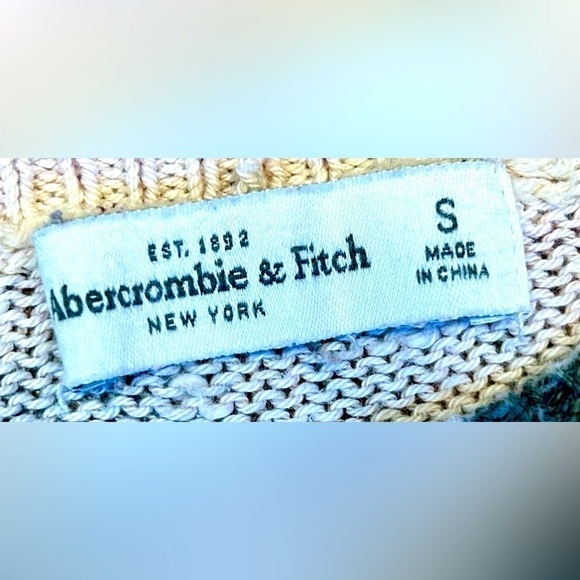 EST. 1892
Abercrombie & Fitch
NEW YORK
S
MADE
IN CHINA